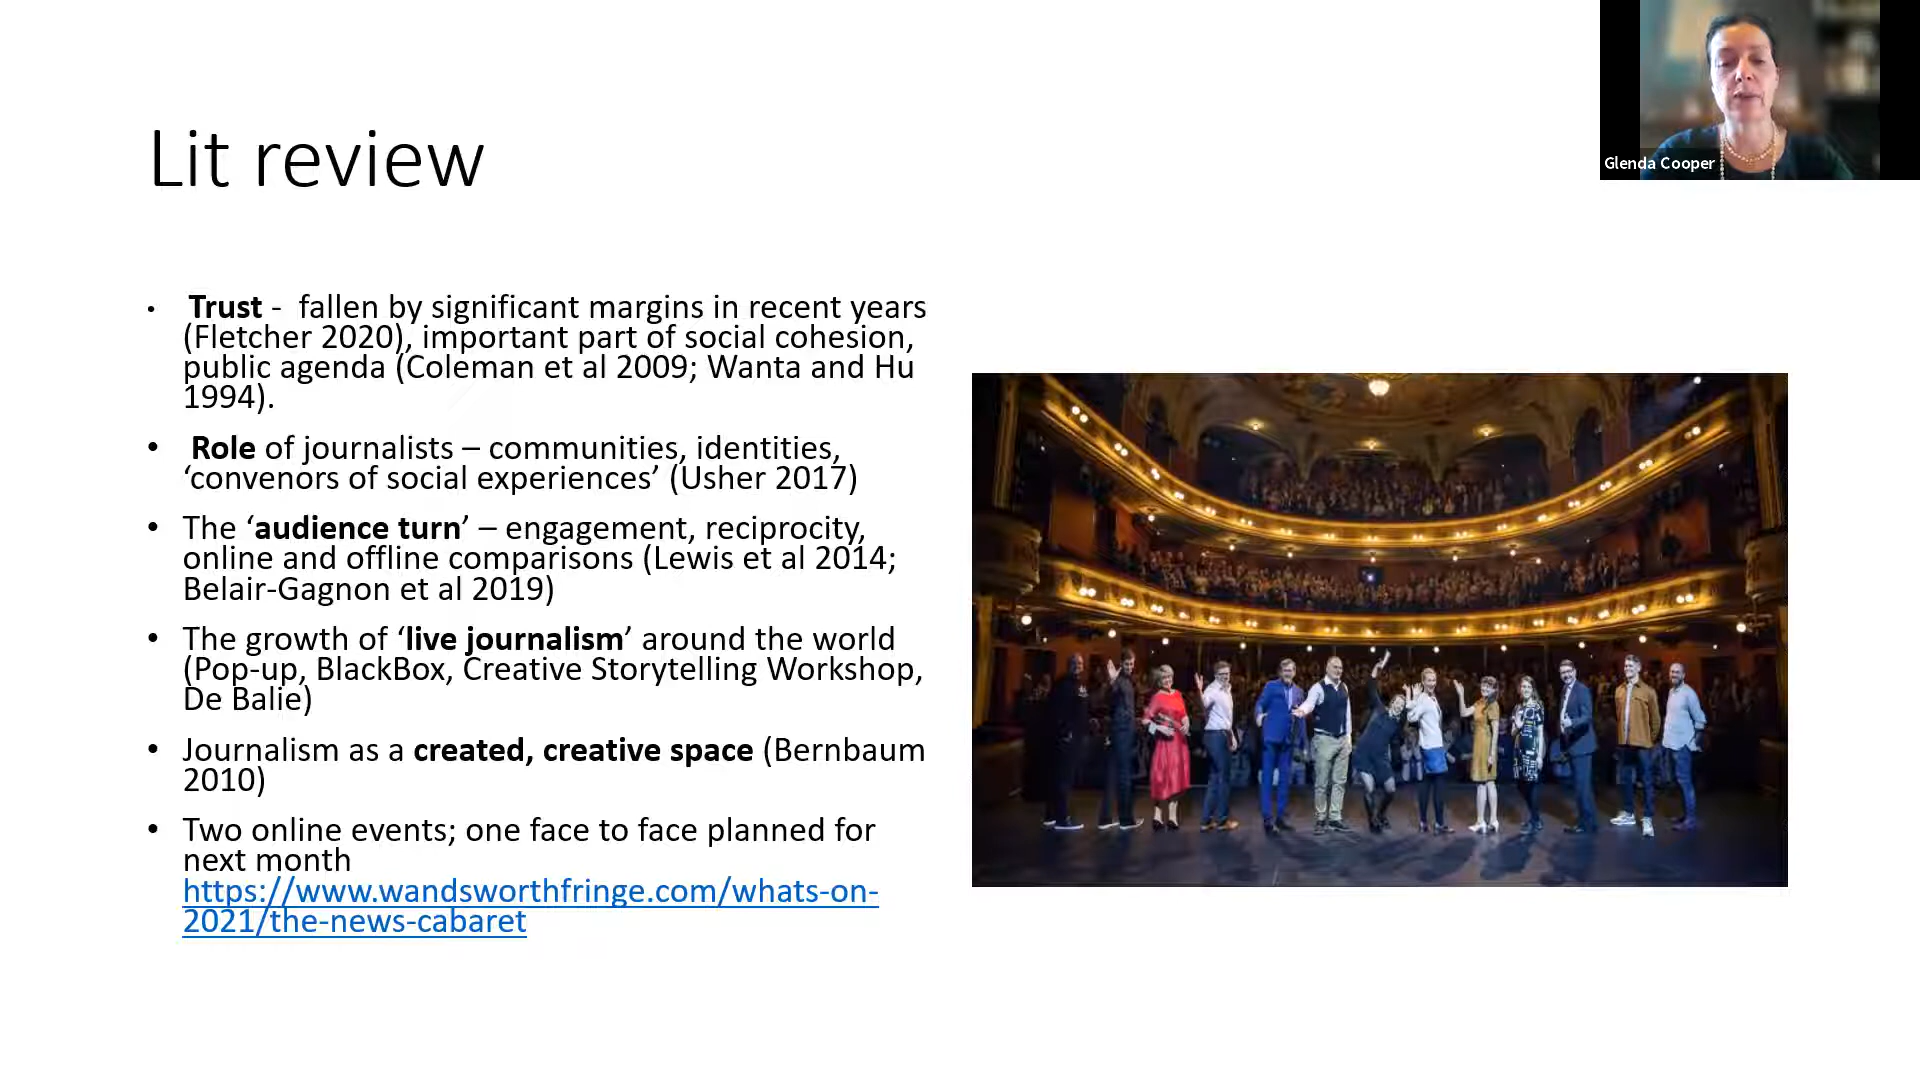 Glenda Cooper
Lit review
• Trust - fallen by significant margins in recent years
(Fletcher 2020), important part of social cohesion,
public agenda (Coleman et al 2009; Wanta and Hu
1994).
• Role of journalists – communities, identities,
‘convenors of social experiences’ (Usher 2017)
• The ‘audience turn’ – engagement, reciprocity,
online and offline comparisons (Lewis et al 2014;
Belair-Gagnon et al 2019)
• The growth of ‘live journalism’ around the world
(Pop-up, BlackBox, Creative Storytelling Workshop,
De Balie)
• Journalism as a created, creative space (Bernbaum
2010)
• Two online events; one face to face planned for
next month
https://www.wandsworthfringe.com/whats-on-
2021/the-news-cabaret